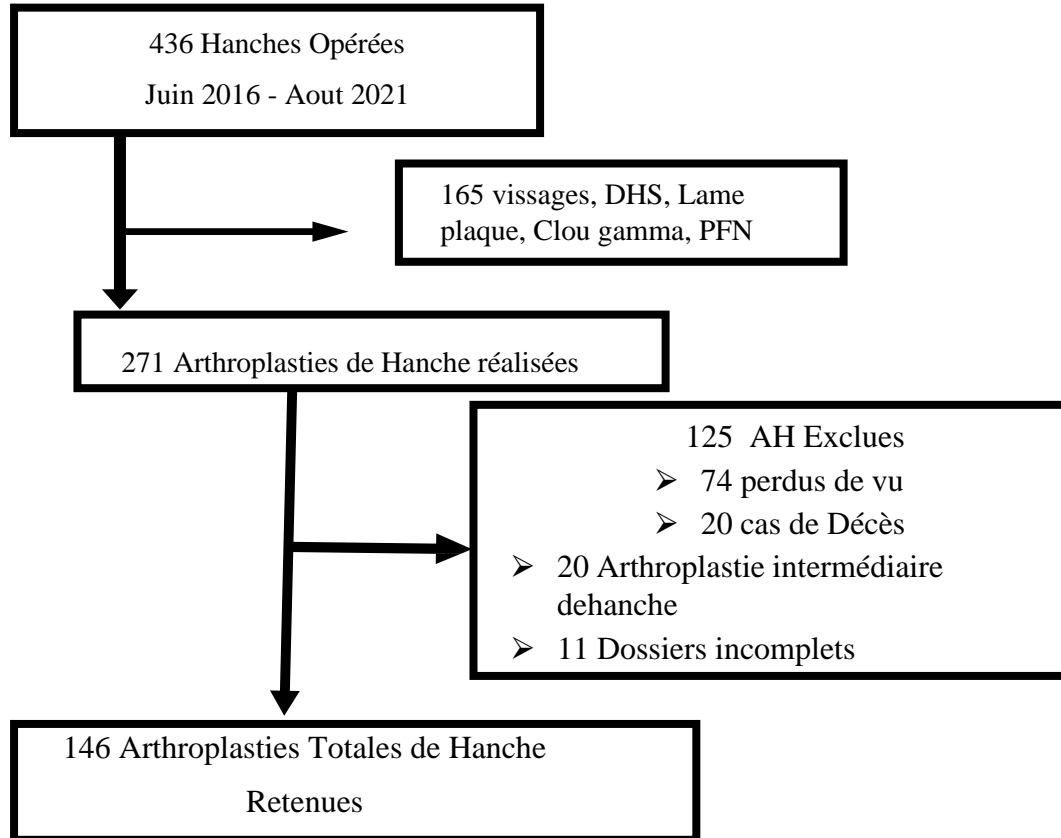 436 Hanches Opérées
Juin 2016 - Aout 2021
165 vissages, DHS, Lame
plaque, Clou gamma, PFN
271 Arthroplasties de Hanche réalisées
125 AH Exclues
➢ 74 perdus de vu
➢ 20 cas de Décès
➢ 20 Arthroplastie intermédiaire
dehanche
➢ 11 Dossiers incomplets
146 Arthroplasties Totales de Hanche
Retenues